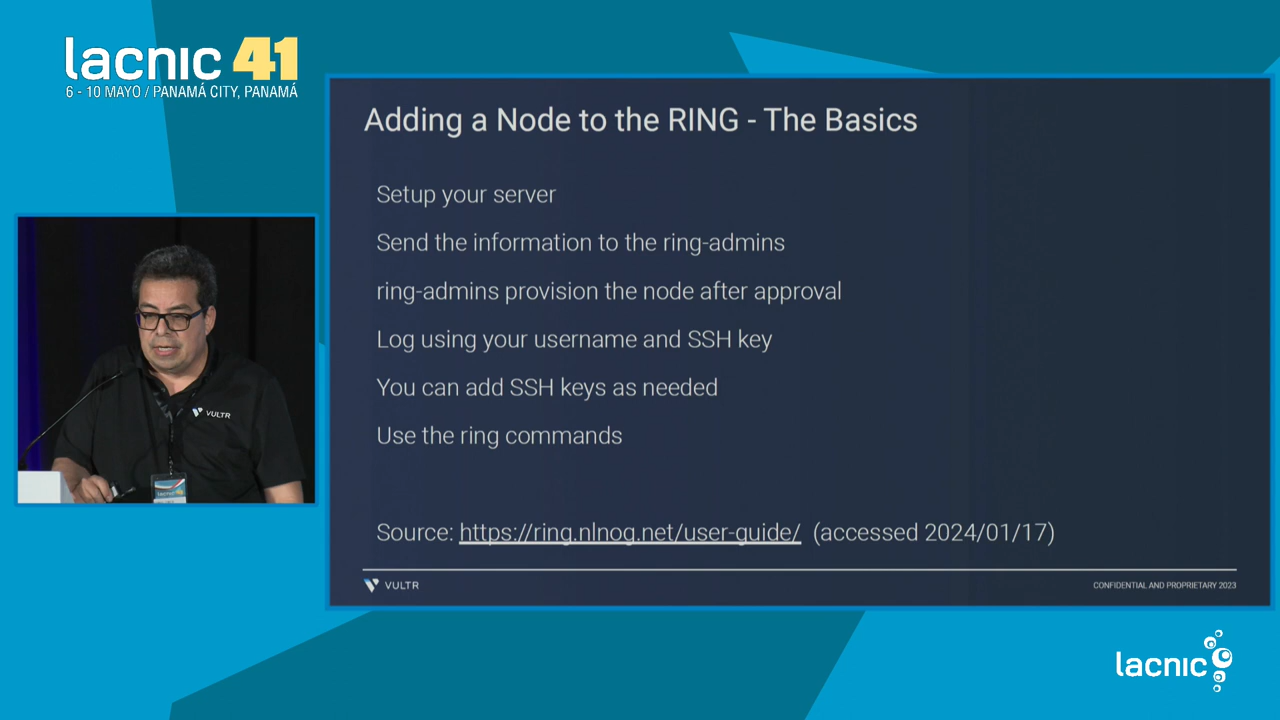 lacnic 41
6 - 10 MAYO / PANAMÁ CITY, PANAMÁ
Adding a Node to the RING - The Basics
Setup your server
Send the information to the ring-admins
ring-admins provision the node after approval
Log using your username and SSH key
You can add SSH keys as needed
Use the ring commands
Source: https://ring.nlnog.net/user-guide/ (accessed 2024/01/17)
VULTR
CONFIDENTIAL AND PROPRIETARY 2023
VULTR
lacnic 41
lacnic